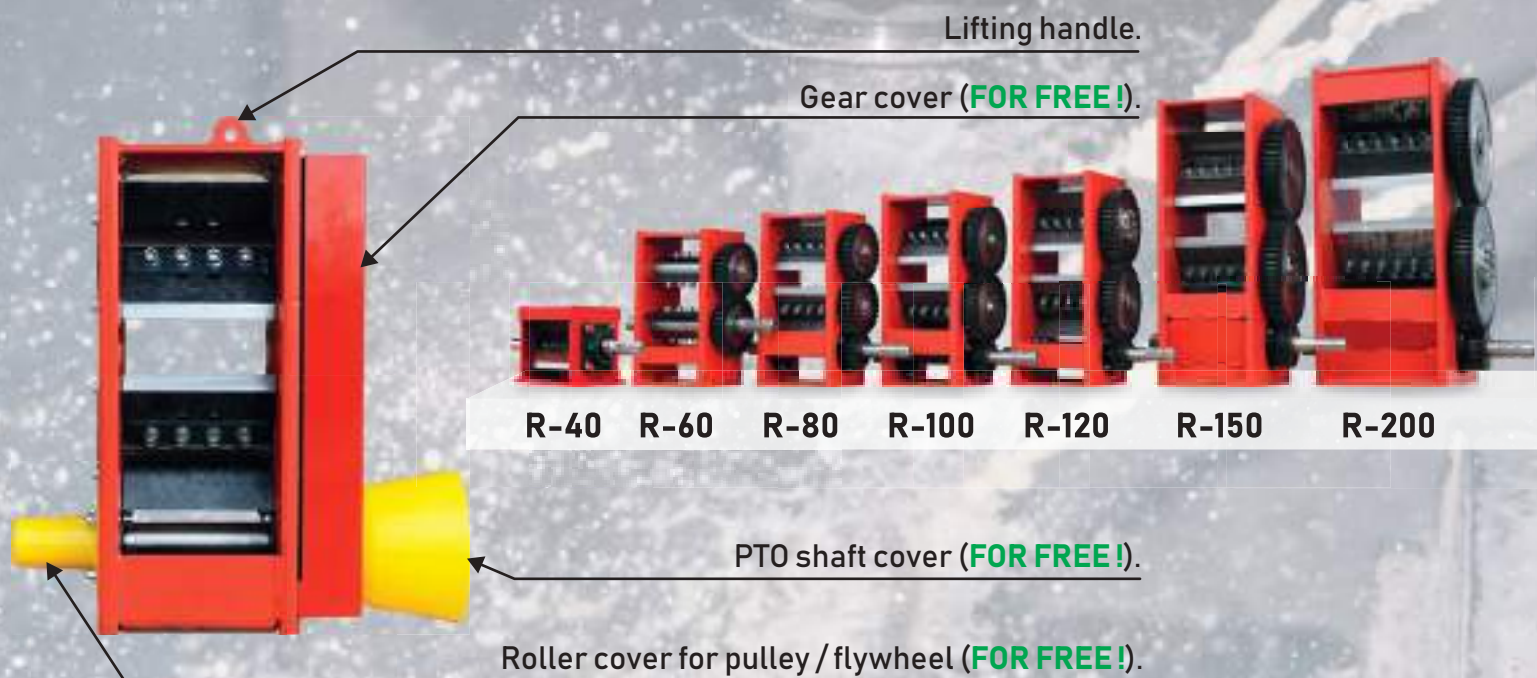 Lifting handle.
Gear cover (FOR FREE !).
R-40 R-60 R-80 R-100 R-120 R-150 R-200
PTO shaft cover (FOR FREE !).
Roller cover for pulley / flywheel (FOR FREE !).